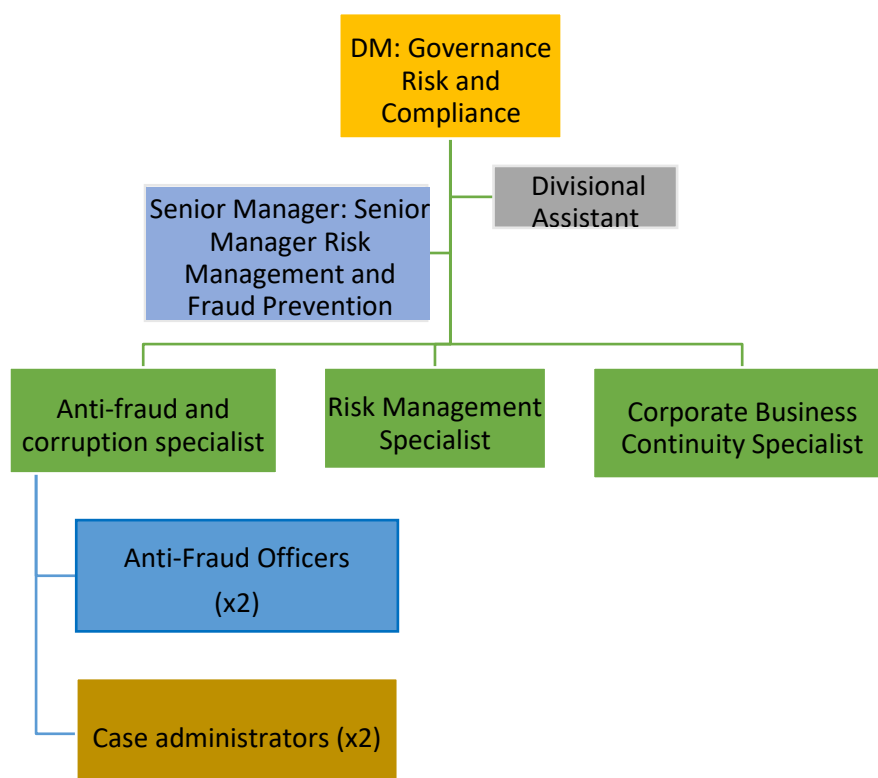 DM: Governance
Risk and
Compliance
Divisional
Assistant
Senior Manager: Senior
Manager Risk
Management and
Fraud Prevention
Anti-fraud and
corruption specialist
Risk Management
Specialist
Corporate Business
Continuity Specialist
Anti-Fraud Officers
(x2)
Case administrators (x2)